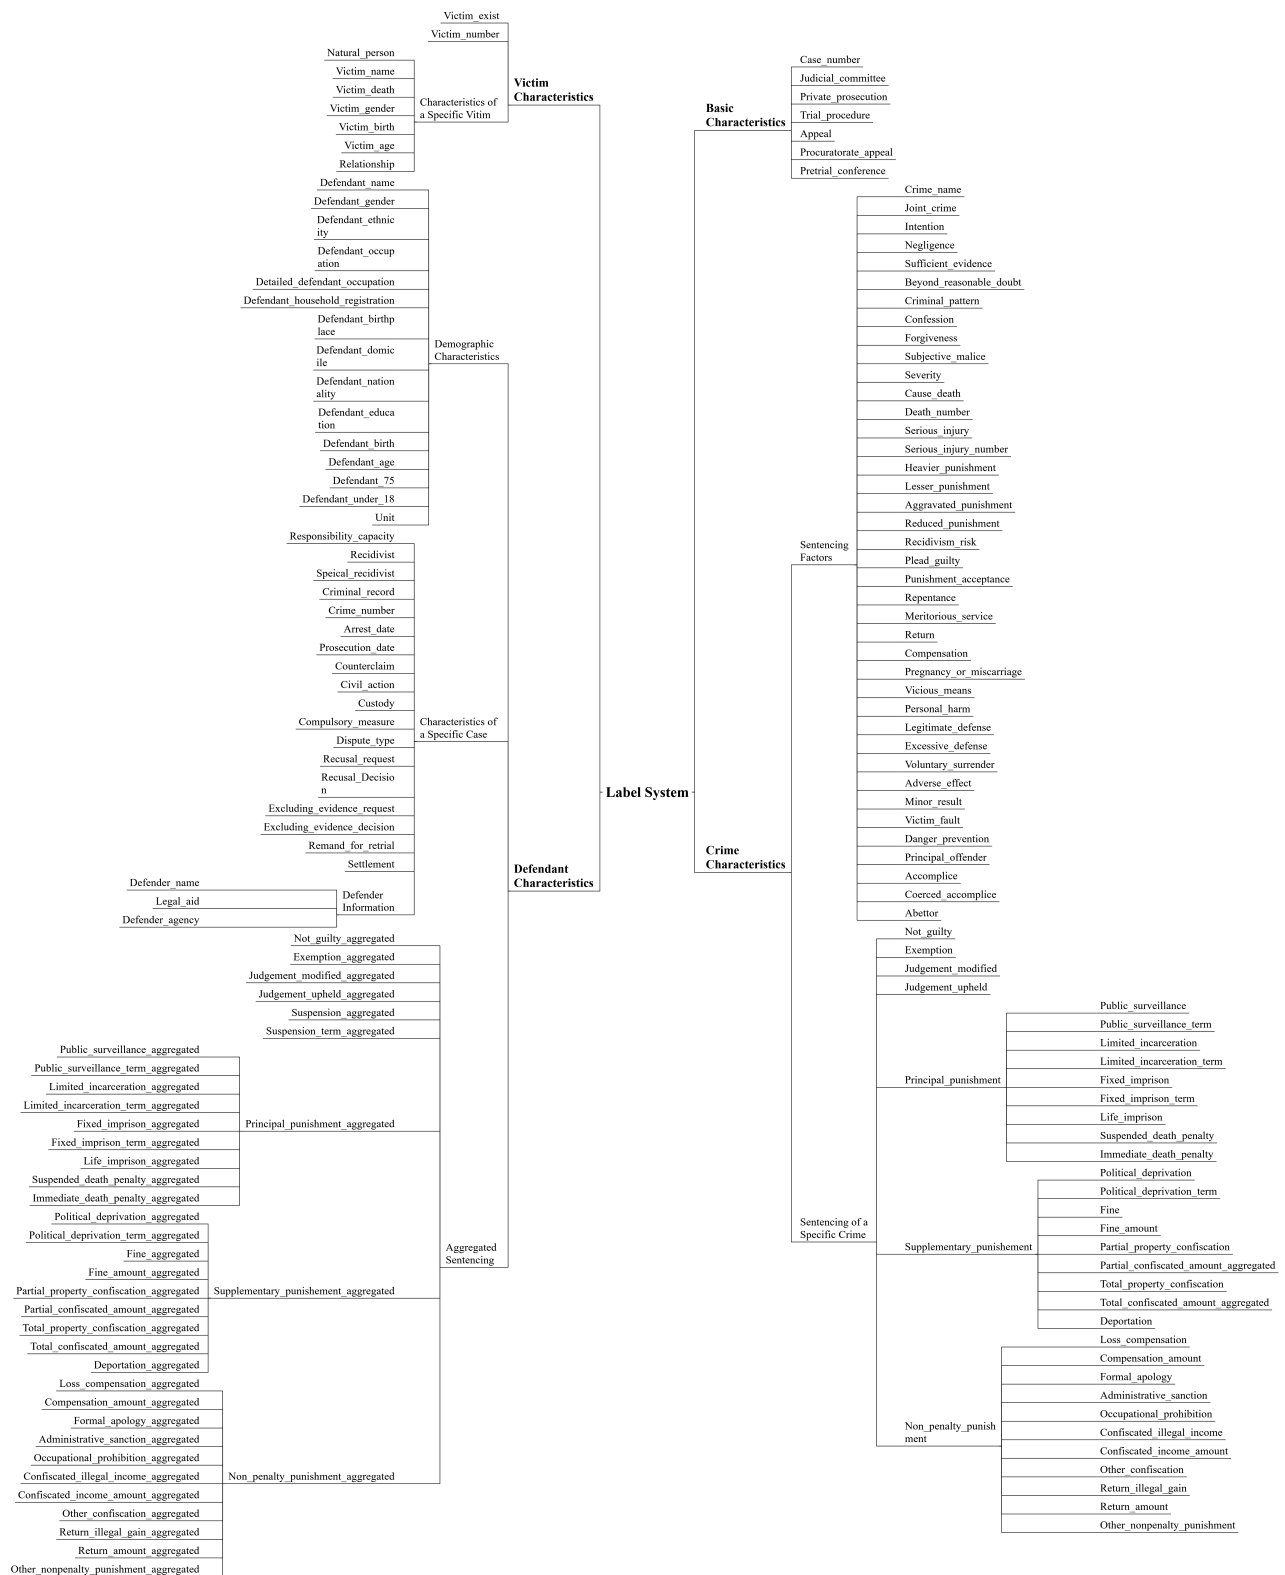 Victim_exist
Victim_number
Natural_person
Victim_name
Victim_death
Victim_gender
Victim_birth
Victim_age
Relationship
Characteristics of
a Specific Vitim
Victim
Characteristics
Defendant_name
Defendant_gender
Defendant_ethnic
ity
Defendant_occup
ation
Detailed_defendant_occupation
Defendant_household_registration
Defendant_birthp
lace
Defendant_domic
ile
Defendant_nation
ality
Defendant_educa
tion
Defendant_birth
Defendant_age
Defendant_75
Defendant_under_18
Unit
Demographic
Characteristics
Responsibility_capacity
Recidivist
Speical_recidivist
Criminal_record
Crime_number
Arrest_date
Prosecution_date
Counterclaim
Civil_action
Custody
Compulsory_measure
Dispute_type
Recusal_request
Recusal_Decisio
n
Excluding_evidence_request
Excluding_evidence_decision
Remand_for_retrial
Settlement
Defender_name
Legal_aid
Defender_agency
Defender
Information
Characteristics of
a Specific Case
Defendant
Characteristics
Not_guilty_aggregated
Exemption_aggregated
Judgement_modified_aggregated
Judgement_upheld_aggregated
Suspension_aggregated
Suspension_term_aggregated
Public_surveillance_aggregated
Public_surveillance_term_aggregated
Limited_incarceration_aggregated
Limited_incarceration_term_aggregated
Fixed_imprison_aggregated
Fixed_imprison_term_aggregated
Life_imprison_aggregated
Suspended_death_penalty_aggregated
Immediate_death_penalty_aggregated
Principal_punishment_aggregated
Political_deprivation_aggregated
Political_deprivation_term_aggregated
Fine_aggregated
Fine_amount_aggregated
Partial_property_confiscation_aggregated
Partial_confiscated_amount_aggregated
Total_property_confiscation_aggregated
Total_confiscated_amount_aggregated
Deportation_aggregated
Supplementary_punishement_aggregated
Aggregated
Sentencing
Loss_compensation_aggregated
Compensation_amount_aggregated
Formal_apology_aggregated
Administrative_sanction_aggregated
Occupational_prohibition_aggregated
Confiscated_illegal_income_aggregated
Confiscated_income_amount_aggregated
Other_confiscation_aggregated
Return_illegal_gain_aggregated
Return_amount_aggregated
Other_nonpenalty_punishment_aggregated
Non_penalty_punishment_aggregated
Label System
Basic
Characteristics
Case_number
Judicial_committee
Private_prosecution
Trial_procedure
Appeal
Procuratorate_appeal
Pretrial_conference
Crime
Characteristics
Sentencing
Factors
Crime_name
Joint_crime
Intention
Negligence
Sufficient_evidence
Beyond_reasonable_doubt
Criminal_pattern
Confession
Forgiveness
Subjective_malice
Severity
Cause_death
Death_number
Serious_injury
Serious_injury_number
Heavier_punishment
Lesser_punishment
Aggravated_punishment
Reduced_punishment
Recidivism_risk
Plead_guilty
Punishment_acceptance
Repentance
Meritorious_service
Return
Compensation
Pregnancy_or_miscarriage
Vicious_means
Personal_harm
Legitimate_defense
Excessive_defense
Voluntary_surrender
Adverse_effect
Minor_result
Victim_fault
Danger_prevention
Principal_offender
Accomplice
Coerced_accomplice
Abettor
Sentencing of a
Specific Crime
Not_guilty
Exemption
Judgement_modified
Judgement_upheld
Principal_punishment
Public_surveillance
Public_surveillance_term
Limited_incarceration
Limited_incarceration_term
Fixed_imprison
Fixed_imprison_term
Life_imprison
Suspended_death_penalty
Immediate_death_penalty
Supplementary_punishement
Political_deprivation
Political_deprivation_term
Fine
Fine_amount
Partial_property_confiscation
Partial_confiscated_amount_aggregated
Total_property_confiscation
Total_confiscated_amount_aggregated
Deportation
Non_penalty_punish
ment
Loss_compensation
Compensation_amount
Formal_apology
Administrative_sanction
Occupational_prohibition
Confiscated_illegal_income
Confiscated_income_amount
Other_confiscation
Return_illegal_gain
Return_amount
Other_nonpenalty_punishment